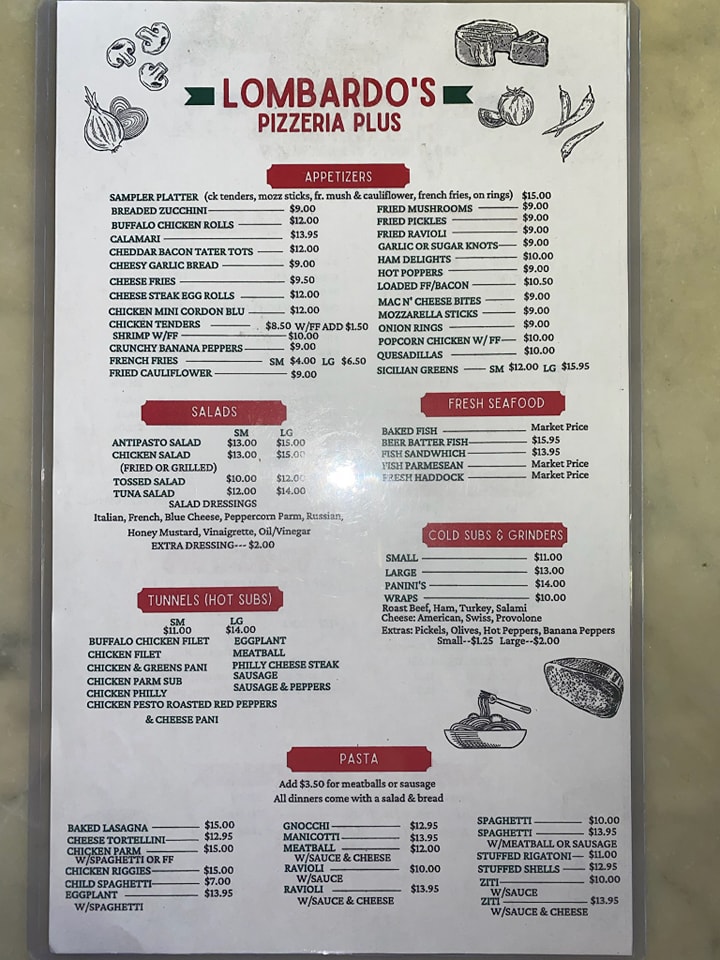 LOMBARDO'S
PIZZERIA PLUS
APPETIZERS
SAMPLER PLATTER (ck tenders, mozz sticks, fr. mush & cauliflower, french fries, on rings) $15.00
BREADED ZUCCHINI $9.00
BUFFALO CHICKEN ROLLS $12.00
CALAMARI $13.95
CHEDDAR BACON TATER TOTS $12.00
CHEESY GARLIC BREAD $9.00
CHEESE FRIES $9.50
CHEESE STEAK EGG ROLLS $12.00
CHICKEN MINI CORDON BLU $12.00
CHICKEN TENDERS $8.50 W/FF ADD $1.50
SHRIMP W/FF $10.00
CRUNCHY BANANA PEPPERS $9.00
FRENCH FRIES SM $4.00 LG $6.50
FRIED CAULIFLOWER $9.00
FRIED MUSHROOMS $9.00
FRIED PICKLES $9.00
FRIED RAVIOLI $9.00
GARLIC OR SUGAR KNOTS $9.00
HAM DELIGHTS $10.00
HOT POPPERS $9.00
LOADED FF/BACON $10.50
MAC N' CHEESE BITES $9.00
MOZZARELLA STICKS $9.00
ONION RINGS $9.00
POPCORN CHICKEN W/FF $10.00
QUESADILLAS $10.00
SICILIAN GREENS SM $12.00 LG $15.95
SALADS
SM LG
ANTIPASTO SALAD $13.00 $15.00
CHICKEN SALAD $13.00 $15.00
(FRIED OR GRILLED)
TOSSED SALAD $10.00 $12.00
TUNA SALAD $12.00 $14.00
SALAD DRESSINGS
Italian, French, Blue Cheese, Peppercorn Parm, Russian,
Honey Mustard, Vinaigrette, Oil/Vinegar
EXTRA DRESSING--- $2.00
FRESH SEAFOOD
BAKED FISH Market Price
BEER BATTER FISH $15.95
FISH SANDWHICH $13.95
FISH PARMESEAN Market Price
FRESH HADDOCK Market Price
COLD SUBS & GRINDERS
SMALL $11.00
LARGE $13.00
PANINI'S $14.00
WRAPS $10.00
Roast Beef, Ham, Turkey, Salami
Cheese: American, Swiss, Provolone
Extras: Pickels, Olives, Hot Peppers, Banana Peppers
Small--$1.25 Large--$2.00
TUNNELS (HOT SUBS)
SM LG
$11.00 $14.00
BUFFALO CHICKEN FILET
CHICKEN FILET
CHICKEN & GREENS PANI
CHICKEN PARM SUB
CHICKEN PHILLY
CHICKEN PESTO ROASTED RED PEPPERS
& CHEESE PANI
EGGPLANT
MEATBALL
PHILLY CHEESE STEAK
SAUSAGE
SAUSAGE & PEPPERS
PASTA
Add $3.50 for meatballs or sausage
All dinners come with a salad & bread
BAKED LASAGNA $15.00
CHEESE TORTELLINI $12.95
CHICKEN PARM $15.00
W/SPAGHETTI OR FF
CHICKEN RIGGIES $15.00
CHILD SPAGHETTI $7.00
EGGPLANT $13.95
W/SPAGHETTI
GNOCCHI $12.95
MANICOTTI $13.95
MEATBALL $12.00
W/SAUCE & CHEESE
RAVIOLI $10.00
W/SAUCE
RAVIOLI $13.95
W/SAUCE & CHEESE
SPAGHETTI $10.00
SPAGHETTI $13.95
W/MEATBALL OR SAUSAGE
STUFFED RIGATONI $11.00
STUFFED SHELLS $12.95
ZITI $10.00
W/SAUCE
ZITI $13.95
W/SAUCE & CHEESE